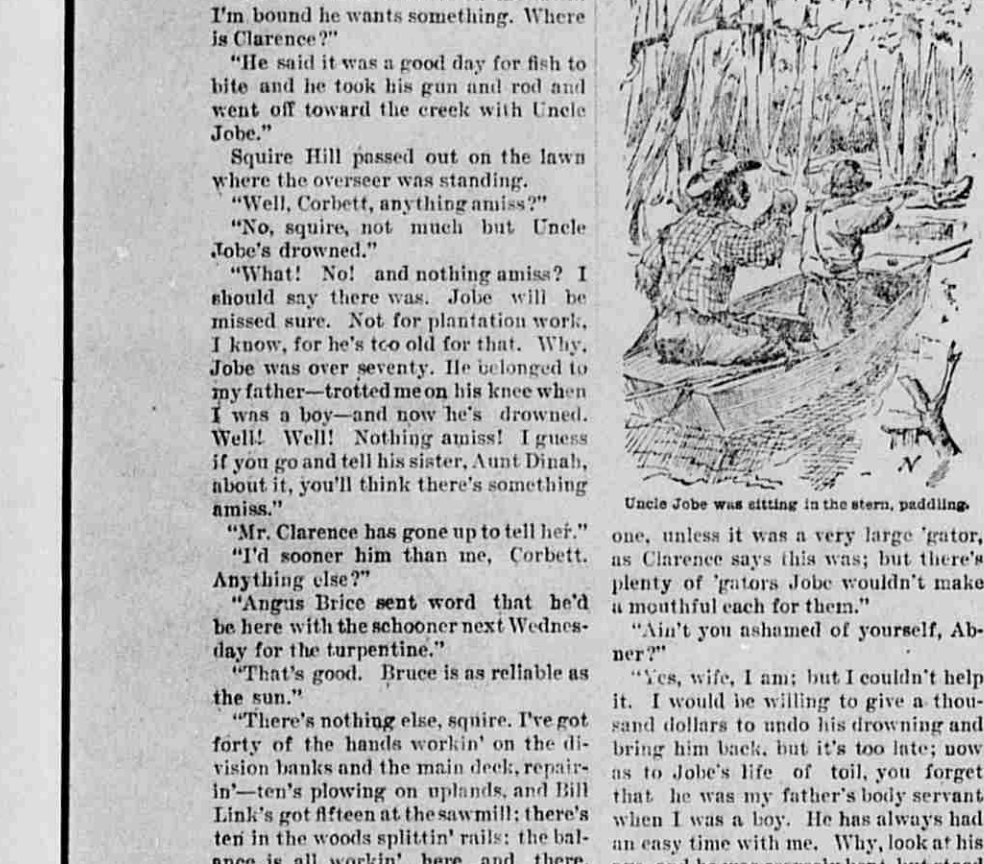 I'm bound he wants something. Where
is Clarence?"
"He said it was a good day for fish to
bite and he took his gun and rod and
went off toward the creek with Uncle
Jobe."
Squire Hill passed out on the lawn
where the overseer was standing.
"Well, Corbett, anything amiss?"
"No, squire, not much but Uncle
Jobe's drowned."
"What! No! and nothing amiss? I
should say there was. Jobe will be
missed sure. Not for plantation work,
I know, for he's too old for that. Why,
Jobe was over seventy. He belonged to
my father—trotted me on his knee when
I was a boy—and now he's drowned.
Well! Well! Nothing amiss! I guess
if you go and tell his sister, Aunt Dinah,
about it, you'll think there's something
amiss."
"Mr. Clarence has gone up to tell her."
"I'd sooner him than me, Corbett.
Anything else?"
"Angus Brice sent word that he'd
be here with the schooner next Wednes-
day for the turpentine."
"That's good. Bruce is as reliable as
the sun."
"There's nothing else, squire. I've got
forty of the hands workin' on the di-
vision banks and the main deck, repair-
in'—ten's plowing on uplands, and Bill
Link's got fifteen at the sawmill; there's
ten in the woods splittin' rails; the bal-
ance is all workin' here and there,
N
Uncle Jobe was sitting in the stern, paddling.
one, unless it was a very large 'gator,
as Clarence says this was; but there's
plenty of 'gators Jobe wouldn't make
a mouthful each for them."
"Ain't you ashamed of yourself, Ab-
ner?"
"Yes, wife, I am; but I couldn't help
it. I would be willing to give a thou-
sand dollars to undo his drowning and
bring him back, but it's too late; now
as to Jobe's life of toil, you forget
that he was my father's body servant
when I was a boy. He has always had
an easy time with me. Why, look at his